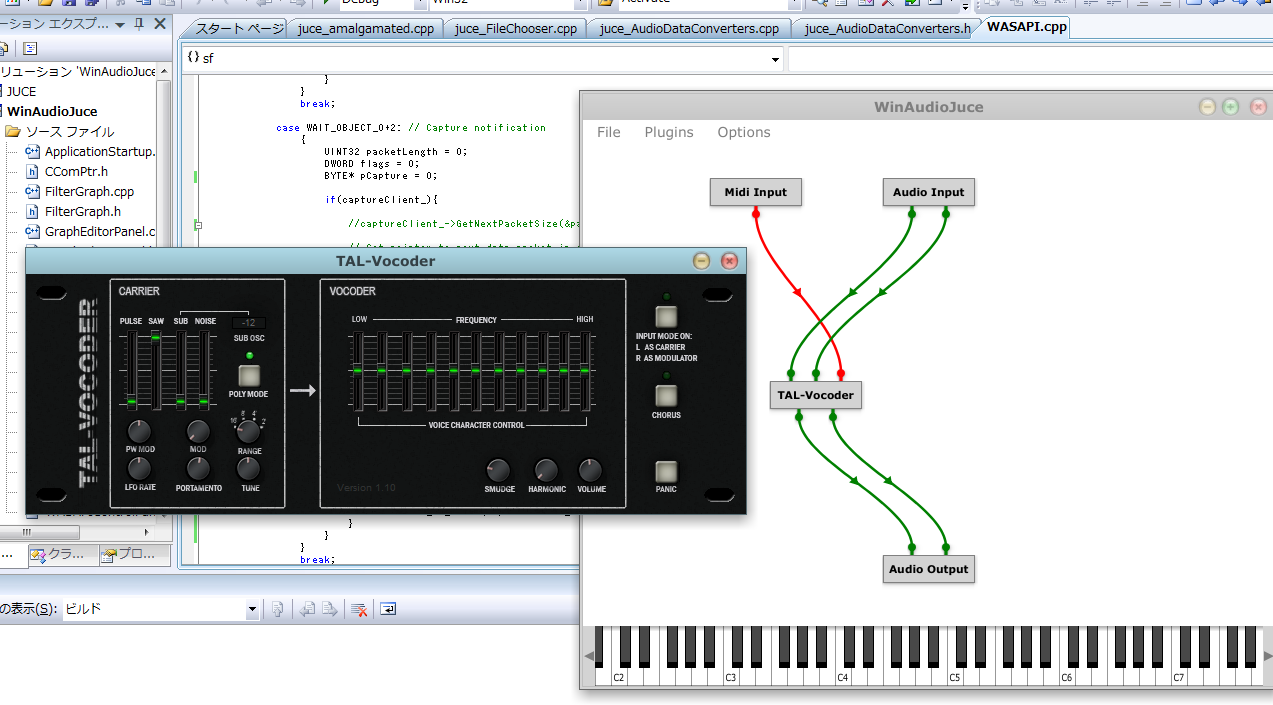 DEBug
Win32
Activate
ーション エクスプ...
スタート ページ
juce_amalgamated.cpp
juce_FileChooser.cpp
juce_AudioDataConverters.cpp
juce_AudioDataConverters.h
WASAPI.cpp
{} sf
リューション 'WinAudioJuce
JUCE
WinAudioJuce
ソース ファイル
ApplicationStartup.
CComPtr.h
FilterGraph.cpp
FilterGraph.h
GraphEditorPanel.c
}
}
break;
case WAIT_OBJECT_0+2: // Capture notification
{
UINT32 packetLength = 0;
DWORD flags = 0;
BYTE* pCapture = 0;
if(captureClient_){
//captureClient_->GetNextPacketSize(&pa
}
}
}
break;
クラ...
プロ...
の表示(S):
ビルド
WinAudioJuce
File
Plugins
Options
Midi Input
Audio Input
TAL-Vocoder
Audio Output
C2
C3
C4
C5
C6
C7
TAL-Vocoder
TAL-VOCODER
CARRIER
PULSE
SAW
SUB
NOISE
-12
SUB OSC
POLY MODE
PW MOD
MOD
16
8
4'
2'
RANGE
LFO RATE
PORTAMENTO
TUNE
VOCODER
LOW
FREQUENCY
HIGH
VOICE CHARACTER CONTROL
Version 1.10
SMUDGE
HARMONIC
VOLUME
INPUT MODE ON:
L AS CARRIER
R AS MODULATOR
CHORUS
PANIC